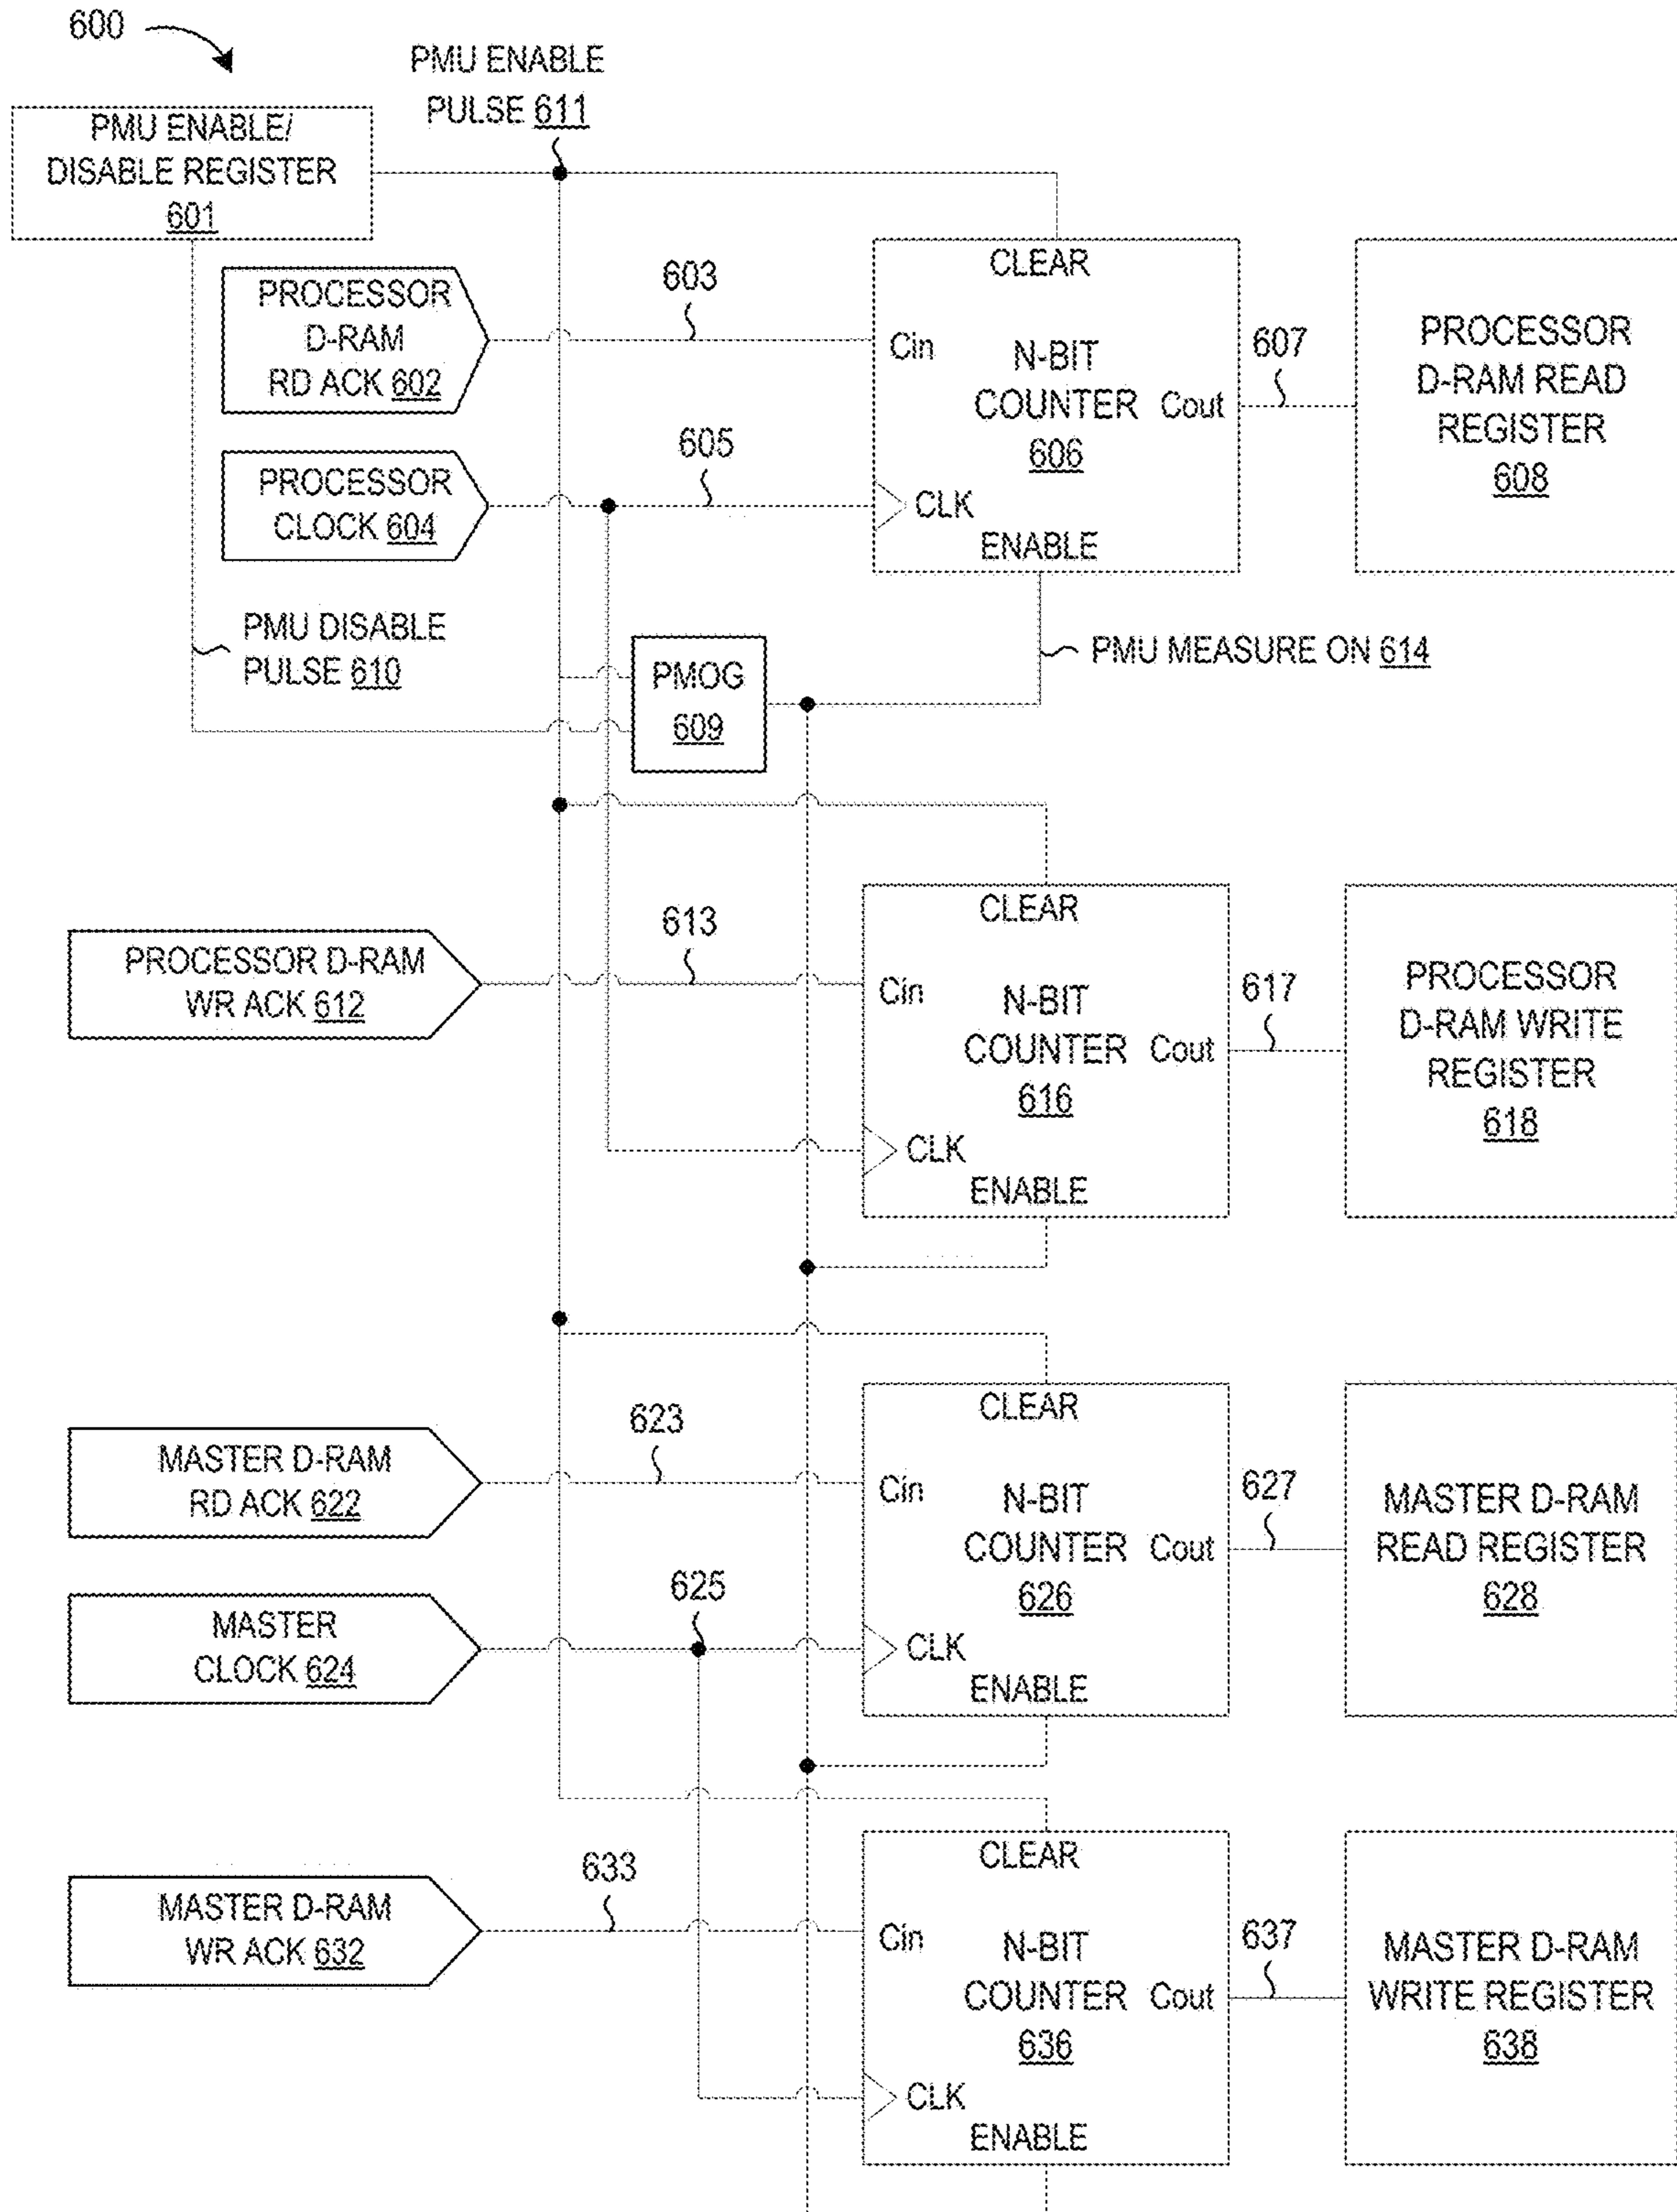 600
PMU ENABLE
PULSE 611
PMU ENABLE/
DISABLE REGISTER
601
PROCESSOR
D-RAM
RD ACK 602
603
CLEAR
Cin
N-BIT
COUNTER
606
Cout
CLK
ENABLE
607
PROCESSOR
D-RAM READ
REGISTER
608
PROCESSOR
CLOCK 604
605
PMU DISABLE
PULSE 610
PMOG
609
PMU MEASURE ON 614
PROCESSOR D-RAM
WR ACK 612
613
CLEAR
Cin
N-BIT
COUNTER
616
Cout
CLK
ENABLE
617
PROCESSOR
D-RAM WRITE
REGISTER
618
MASTER D-RAM
RD ACK 622
623
CLEAR
Cin
N-BIT
COUNTER
626
Cout
CLK
ENABLE
627
MASTER D-RAM
READ REGISTER
628
MASTER
CLOCK 624
625
MASTER D-RAM
WR ACK 632
633
CLEAR
Cin
N-BIT
COUNTER
636
Cout
CLK
ENABLE
637
MASTER D-RAM
WRITE REGISTER
638